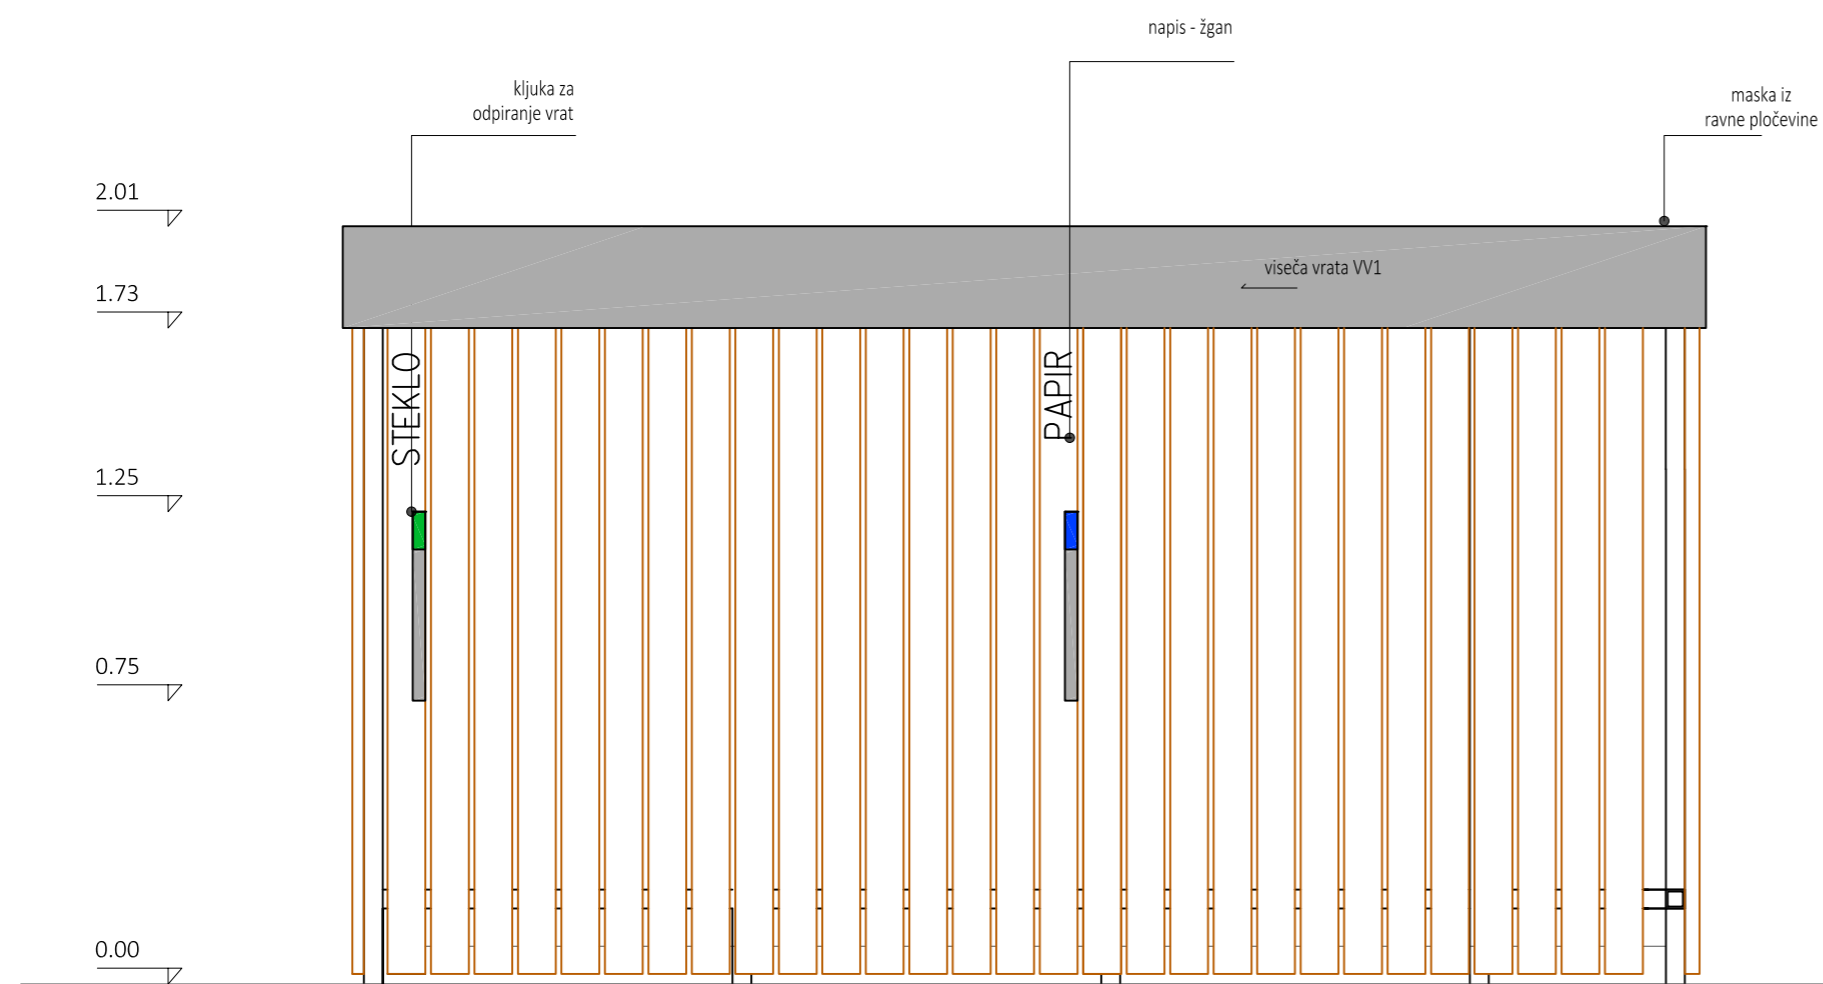 napis - žgan
kljuka za
odpiranje vrat
maska iz
ravne pločevine
2.01
viseča vrata VV1
1.73
STEKLO
PAPIR
1.25
0.75
0.00